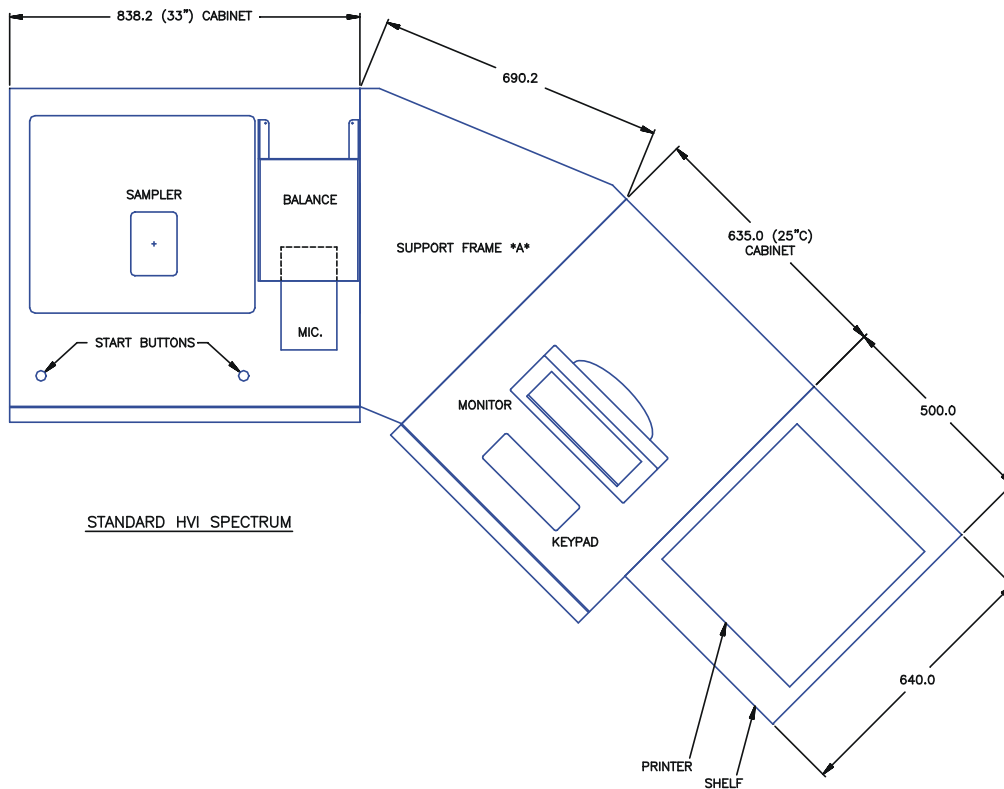 838.2 (33") CABINET
690.2
SAMPLER
BALANCE
SUPPORT FRAME *A*
635.0 (25"C)
CABINET
MIC.
START BUTTONS
MONITOR
500.0
STANDARD HVI SPECTRUM
KEYPAD
640.0
PRINTER
SHELF